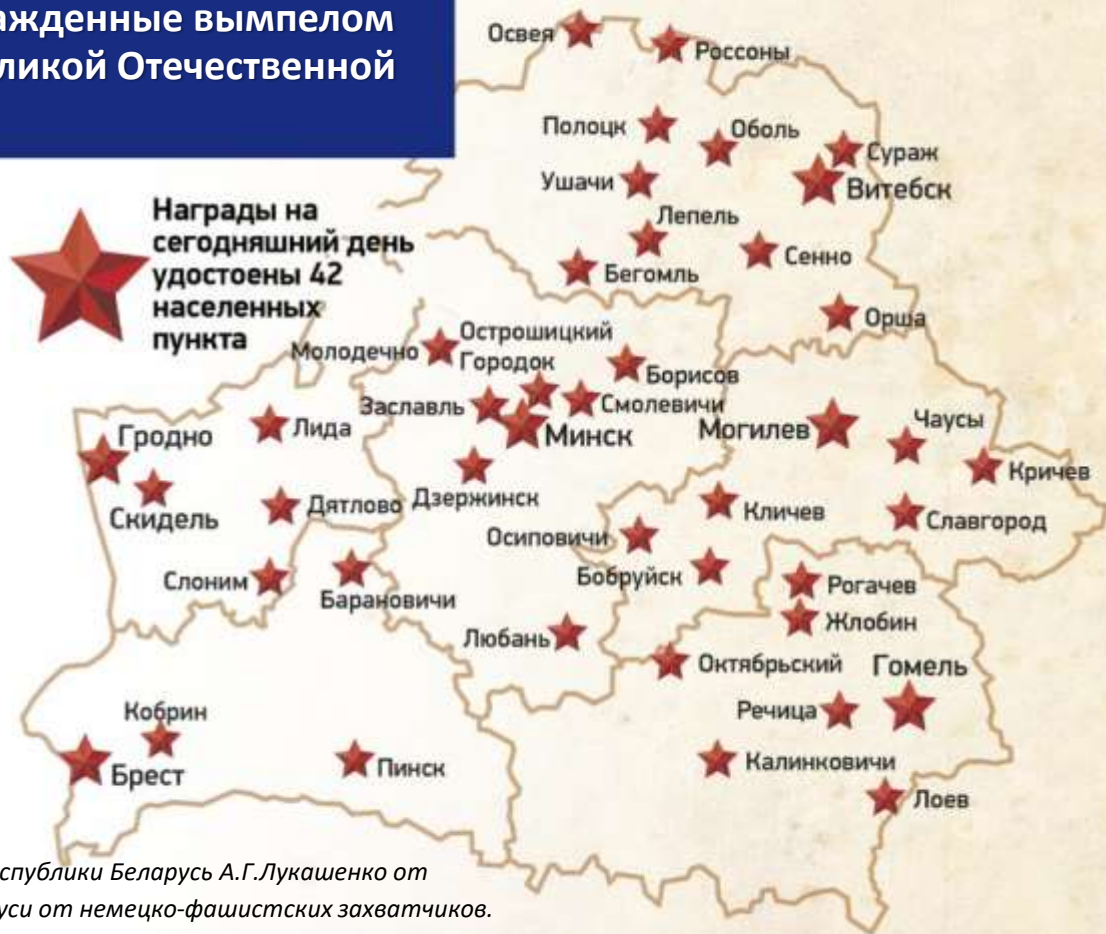 ажденные вымпелом
ликой Отечественной
Награды на
сегодняшний день
удостоены 42
населенных
пункта
Освея
Россоны
Полоцк
Оболь
Сураж
Ушачи
Витебск
Лепель
Сенно
Бегомль
Орша
Острошицкий
Городок
Молодечно
Борисов
Заславль
Смолевичи
Минск
Могилев
Чаусы
Лида
Гродно
Кричев
Скидель
Дятлово
Дзержинск
Кличев
Славгород
Осиповичи
Слоним
Барановичи
Бобруйск
Рогачев
Жлобин
Любань
Октябрьский
Гомель
Кобрин
Речица
Брест
Пинск
Калинковичи
Лоев
спублики Беларусь А.Г.Лукашенко от
уси от немецко-фашистских захватчиков.